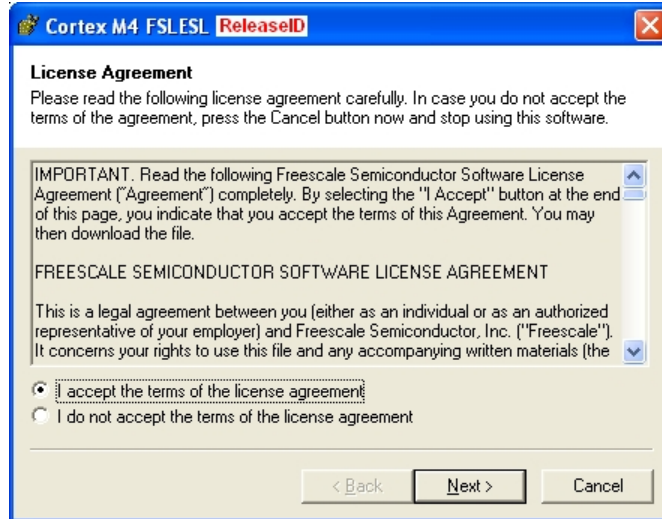 Cortex M4 FSLESL ReleaseID
License Agreement
Please read the following license agreement carefully. In case you do not accept the
terms of the agreement, press the Cancel button now and stop using this software.
IMPORTANT. Read the following Freescale Semiconductor Software License
Agreement (˝Agreement˝) completely. By selecting the "I Accept" button at the end
of this page, you indicate that you accept the terms of this Agreement. You may
then download the file.
FREESCALE SEMICONDUCTOR SOFTWARE LICENSE AGREEMENT
This is a legal agreement between you (either as an individual or as an authorized
representative of your employer) and Freescale Semiconductor, Inc. ("Freescale").
It concerns your rights to use this file and any accompanying written materials (the
I accept the terms of the license agreement
I do not accept the terms of the license agreement
< Back
Next >
Cancel